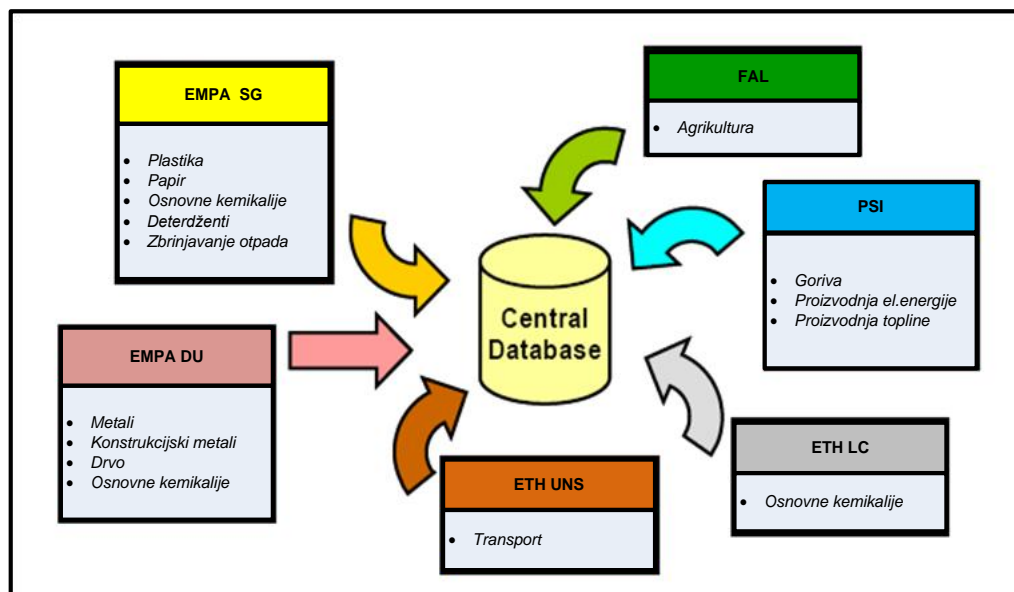 EMPA SG
• Plastika
• Papir
• Osnovne kemikalije
• Deterdženti
• Zbrinjavanje otpada
FAL
• Agrikultura
PSI
• Goriva
• Proizvodnja el.energije
• Proizvodnja topline
Central
Database
EMPA DU
• Metali
• Konstrukcijski metali
• Drvo
• Osnovne kemikalije
ETH UNS
• Transport
ETH LC
• Osnovne kemikalije